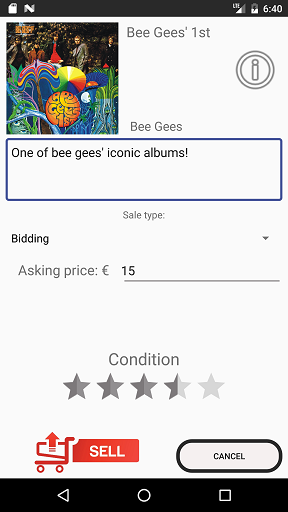 6:40
Bee Gees' 1st
Bee Gees
One of bee gees' iconic albums!
Sale type:
Bidding
Asking price: € 15
Condition
SELL
CANCEL